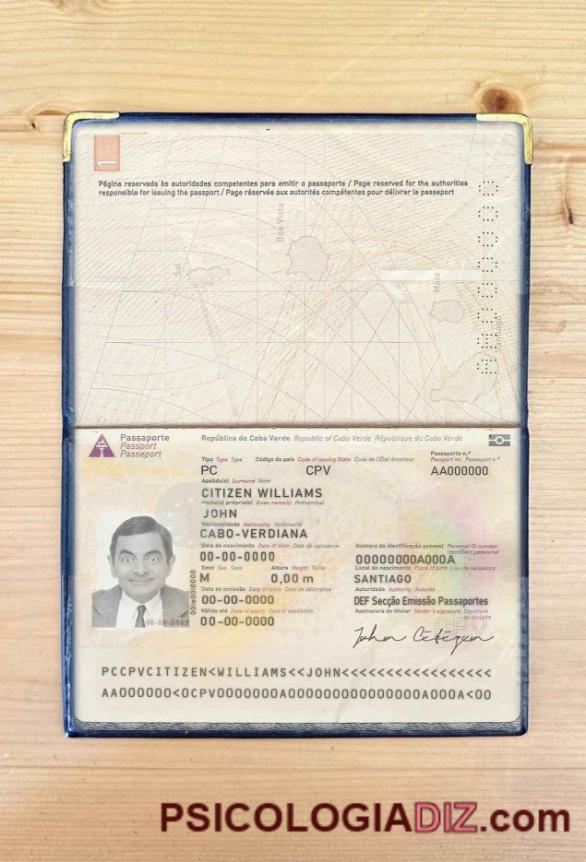 1
Página reservada às autoridades competentes para emitir o passaporte / Page reserved for the authorities
responsible for issuing the passport / Page réservée aux autorités compétentes pour délivrer le passeport
Boa Vista
Sal
Maio
Santiago
Passaporte
Passport
Passeport
República de Cabo Verde Republic of Cabo Verde République du Cabo Verde
Tipo Type Type Código do país Code of issuing State Code de l'État émetteur Passaporte n.º
Passport no. Passeport n.º
PC CPV AA000000
Apelido(s) Surname Nom
CITIZEN WILLIAMS
Nome(s) próprio(s) Given name(s) Prénom(s)
JOHN
Nacionalidade Nationality Nationalité
CABO-VERDIANA
Data de nascimento Date of birth Date de naissance Número de identificação pessoal Personal ID number
identifiant personnel
00-00-0000 00000000A000A
Sexo Sex Sexe Altura Height Taille Local de nascimento Place of birth Lieu de naissance
M 0,00 m SANTIAGO
Data de emissão Date of issue Date de délivrance Autoridade Authority Autorité
00-00-0000 DEF Secção Emissão Passaportes
Válido até Date of expiry Date d'expiration Assinatura do titular Holder's signature Signature
du titulaire
00-00-0000
John Citizen
00-00-0000
PCCPVCITIZEN<WILLIAMS<<JOHN<<<<<<<<<<<<<<<<<
AA000000<0CPV0000000A00000000000000A000A<00
PSICOLOGIADIZ.com